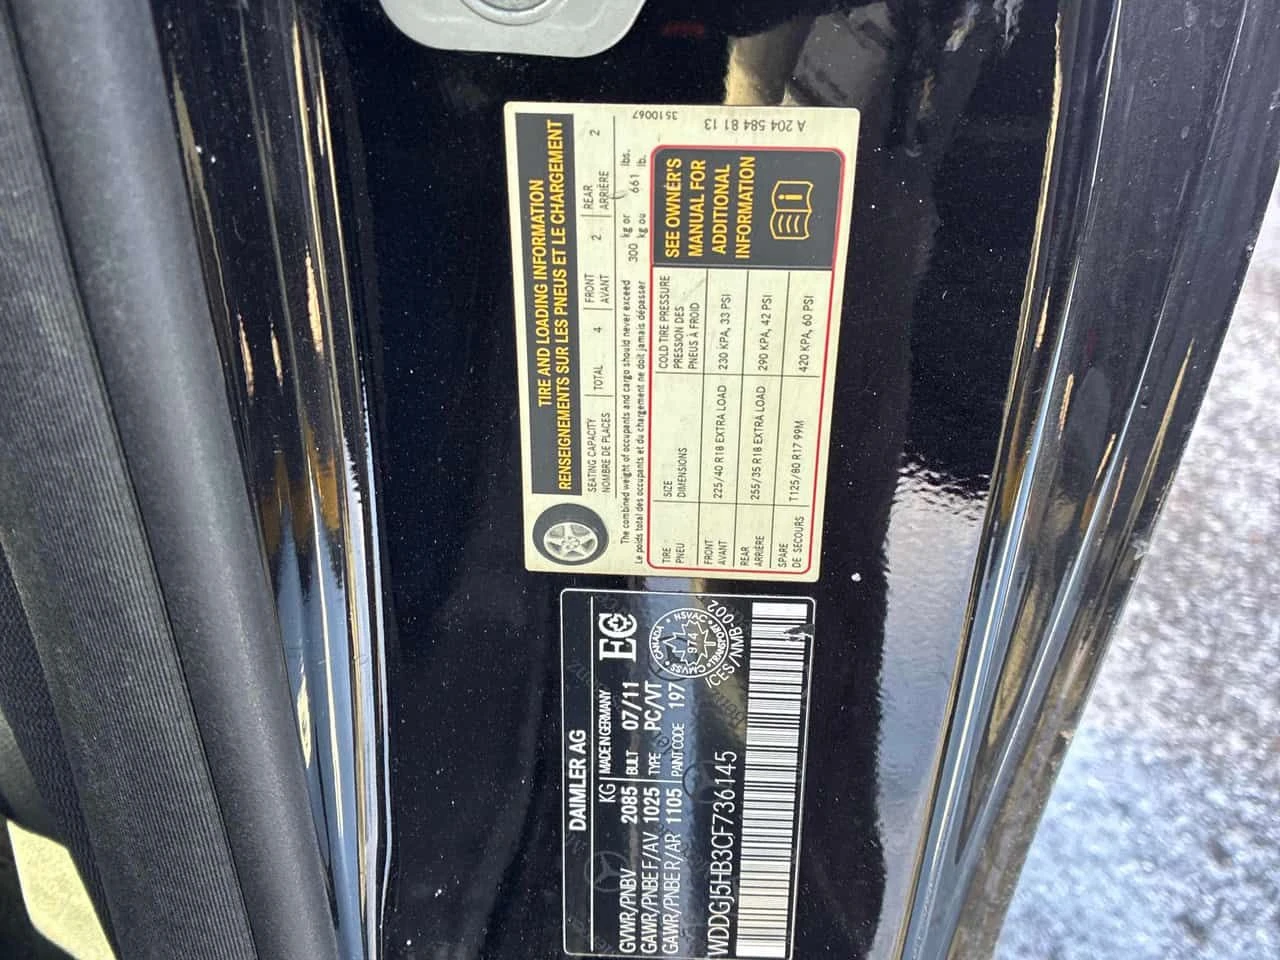 TIRE AND LOADING INFORMATION
RENSEIGNEMENTS SUR LES PNEUS ET LE CHARGEMENT
SEATING CAPACITY
NOMBRE DE PLACES
TOTAL 4
FRONT
AVANT
2
REAR
ARRIÈRE
2
The combined weight of occupants and cargo should never exceed 300 kg or 661 lbs.
Le poids total des occupants et du chargement ne doit jamais dépasser kg ou lb.
TIRE
PNEU
SIZE
DIMENSIONS
COLD TIRE PRESSURE
PRESSION DES
PNEUS À FROID
FRONT
AVANT
225/40 R18 EXTRA LOAD
230 KPA, 33 PSI
REAR
ARRIÈRE
255/35 R18 EXTRA LOAD
290 KPA, 42 PSI
SPARE
DE SECOURS
T125/80 R17 99M
420 KPA, 60 PSI
SEE OWNER'S
MANUAL FOR
ADDITIONAL
INFORMATION
i
3510067
A 204 584 81 13
DAIMLER AG
KG MADE IN GERMANY
GVWR/PNBV 2085 BUILT 07/11
GAWR/PNBE F/AV 1025 TYPE PC/VT
GAWR/PNBE R/AR 1105 PAINT CODE 197
EC
CANADA NSVAC TRANSPORT CMVSS
974
ICES/NMB-002
WDDGJ5HB3CF736145